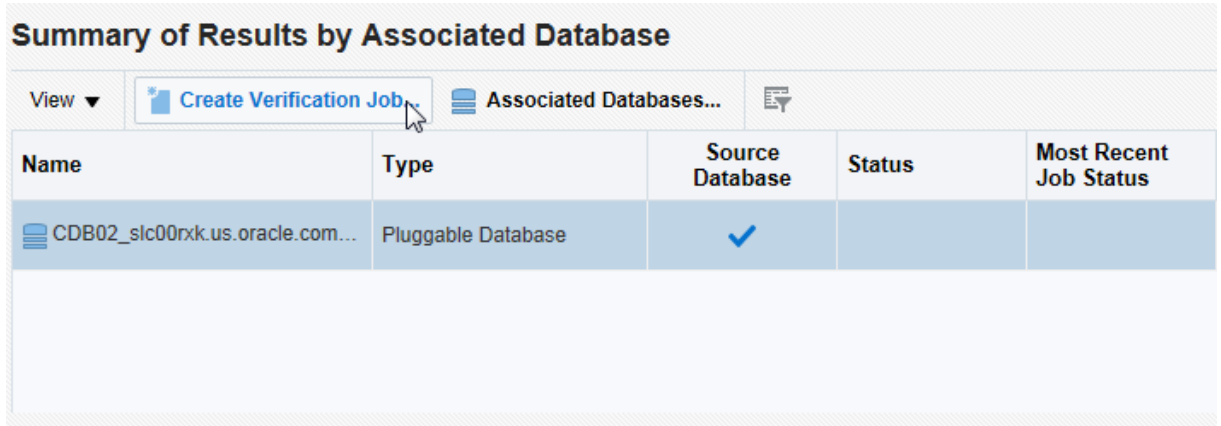 Summary of Results by Associated Database
View Create Verification Job... Associated Databases...
Name Type Source Database Status Most Recent Job Status
CDB02_slc00rxk.us.oracle.com... Pluggable Database